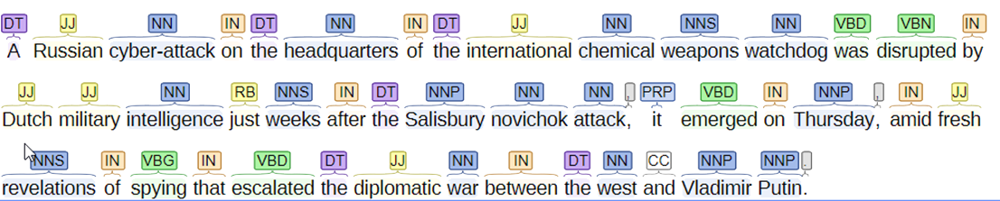 DT JJ NN IN DT NN IN DT JJ NN NNS NN VBD VBN IN
A Russian cyber-attack on the headquarters of the international chemical weapons watchdog was disrupted by
JJ JJ NN RB NNS IN DT NNP NN NN , PRP VBD IN NNP , IN JJ
Dutch military intelligence just weeks after the Salisbury novichok attack, it emerged on Thursday, amid fresh
NNS IN VBG IN VBD DT JJ NN IN DT NN CC NNP NNP .
revelations of spying that escalated the diplomatic war between the west and Vladimir Putin.